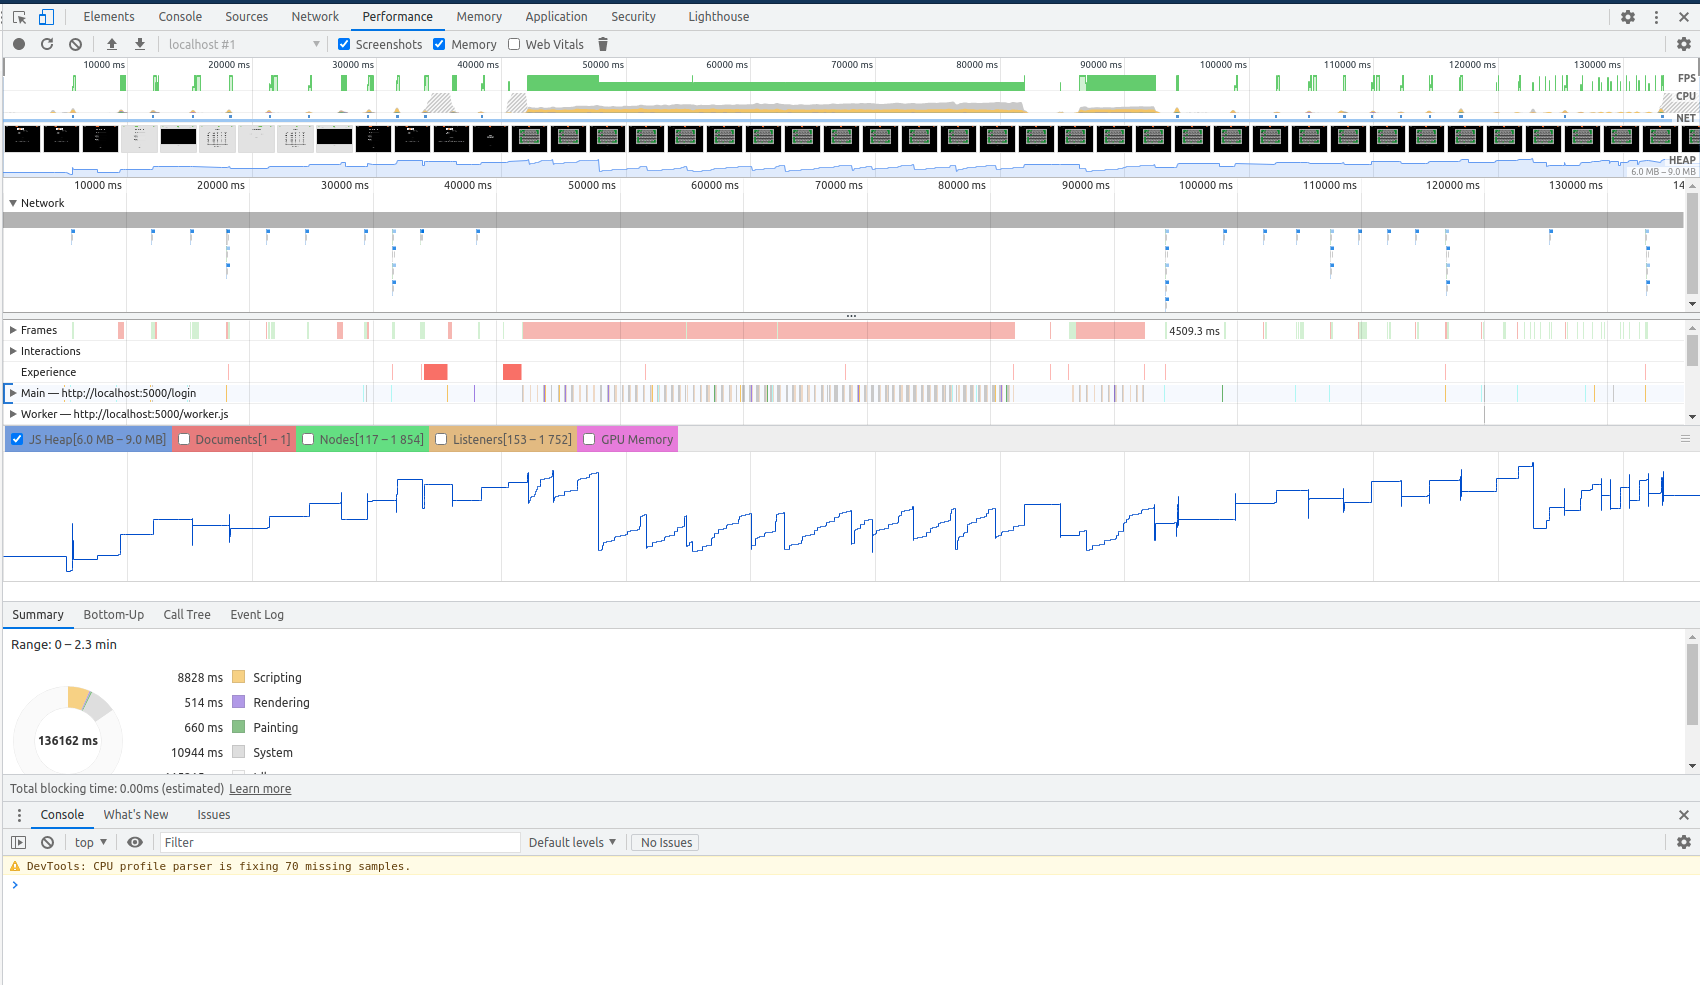 Elements Console Sources Network Performance Memory Application Security Lighthouse
localhost #1 Screenshots Memory Web Vitals
10000 ms 20000 ms 30000 ms 40000 ms 50000 ms 60000 ms 70000 ms 80000 ms 90000 ms 100000 ms 110000 ms 120000 ms 130000 ms
FPS
CPU
NET
HEAP
6.0 MB – 9.0 MB
10000 ms 20000 ms 30000 ms 40000 ms 50000 ms 60000 ms 70000 ms 80000 ms 90000 ms 100000 ms 110000 ms 120000 ms 130000 ms 14
Network
Frames 4509.3 ms
Interactions
Experience
Main — http://localhost:5000/login
Worker — http://localhost:5000/worker.js
JS Heap[6.0 MB – 9.0 MB] Documents[1 – 1] Nodes[117 – 1 854] Listeners[153 – 1 752] GPU Memory
Summary Bottom-Up Call Tree Event Log
Range: 0 – 2.3 min
8828 ms Scripting
514 ms Rendering
660 ms Painting
136162 ms
10944 ms System
Total blocking time: 0.00ms (estimated) Learn more
Console What's New Issues
top Filter Default levels No Issues
DevTools: CPU profile parser is fixing 70 missing samples.